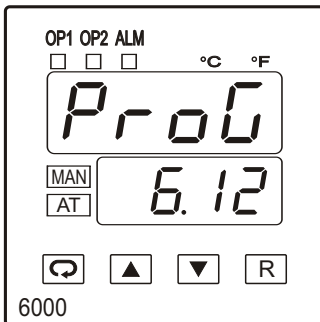 OP1 OP2 ALM
°C °F
ProG
MAN
6.12
AT
R
6000